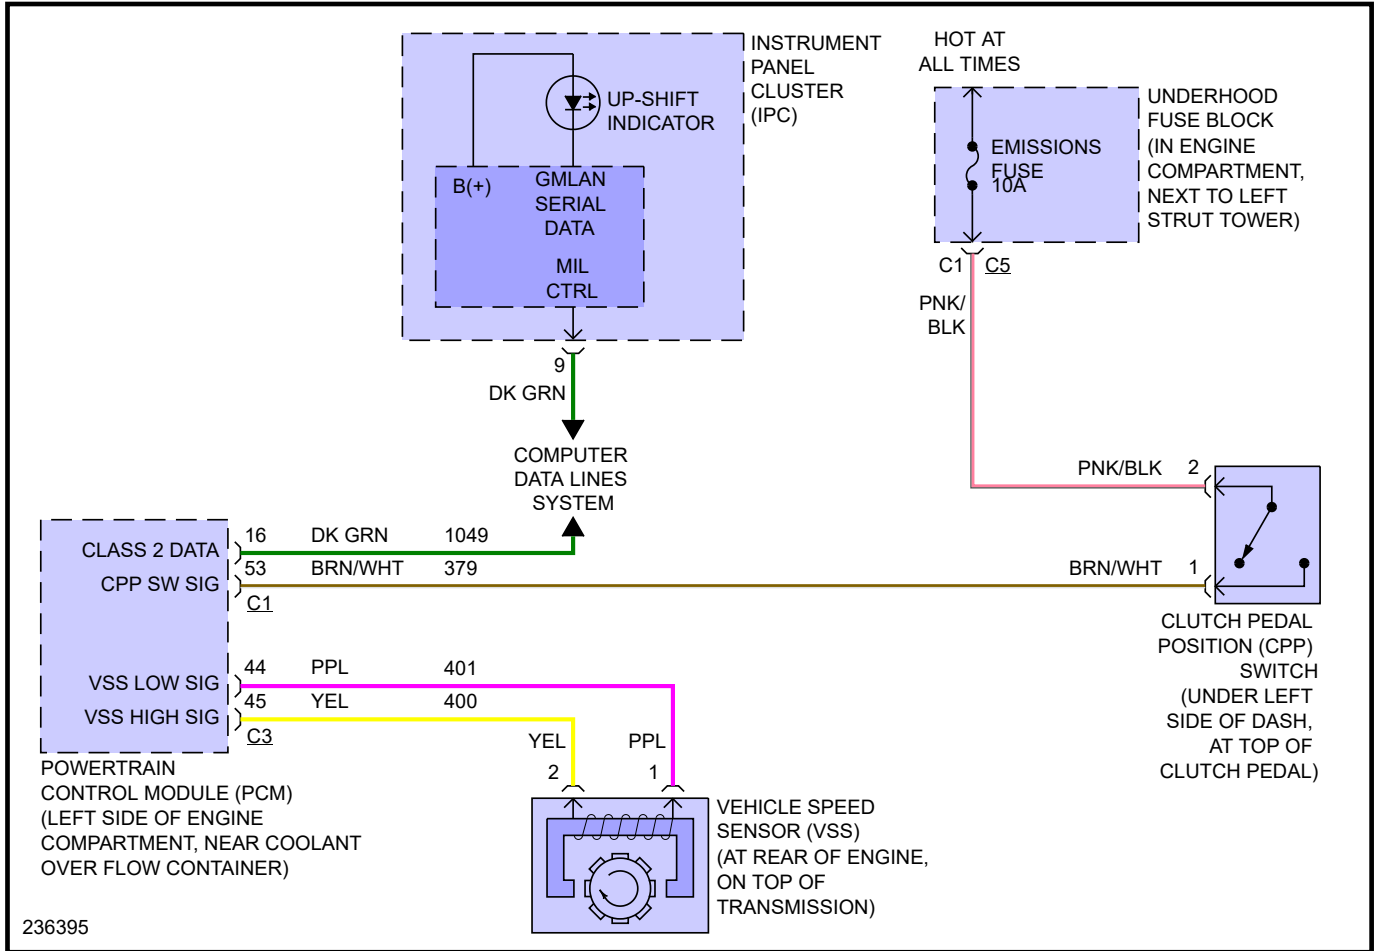 INSTRUMENT
PANEL
CLUSTER
(IPC)
UP-SHIFT
INDICATOR
B(+)
GMLAN
SERIAL
DATA
MIL
CTRL
9
DK GRN
COMPUTER
DATA LINES
SYSTEM
HOT AT
ALL TIMES
EMISSIONS
FUSE
10A
UNDERHOOD
FUSE BLOCK
(IN ENGINE
COMPARTMENT,
NEXT TO LEFT
STRUT TOWER)
C1 C5
PNK/
BLK
PNK/BLK 2
BRN/WHT 1
CLUTCH PEDAL
POSITION (CPP)
SWITCH
(UNDER LEFT
SIDE OF DASH,
AT TOP OF
CLUTCH PEDAL)
CLASS 2 DATA 16 DK GRN 1049
CPP SW SIG 53 BRN/WHT 379
C1
VSS LOW SIG 44 PPL 401
VSS HIGH SIG 45 YEL 400
C3
POWERTRAIN
CONTROL MODULE (PCM)
(LEFT SIDE OF ENGINE
COMPARTMENT, NEAR COOLANT
OVER FLOW CONTAINER)
YEL PPL
2 1
VEHICLE SPEED
SENSOR (VSS)
(AT REAR OF ENGINE,
ON TOP OF
TRANSMISSION)
236395